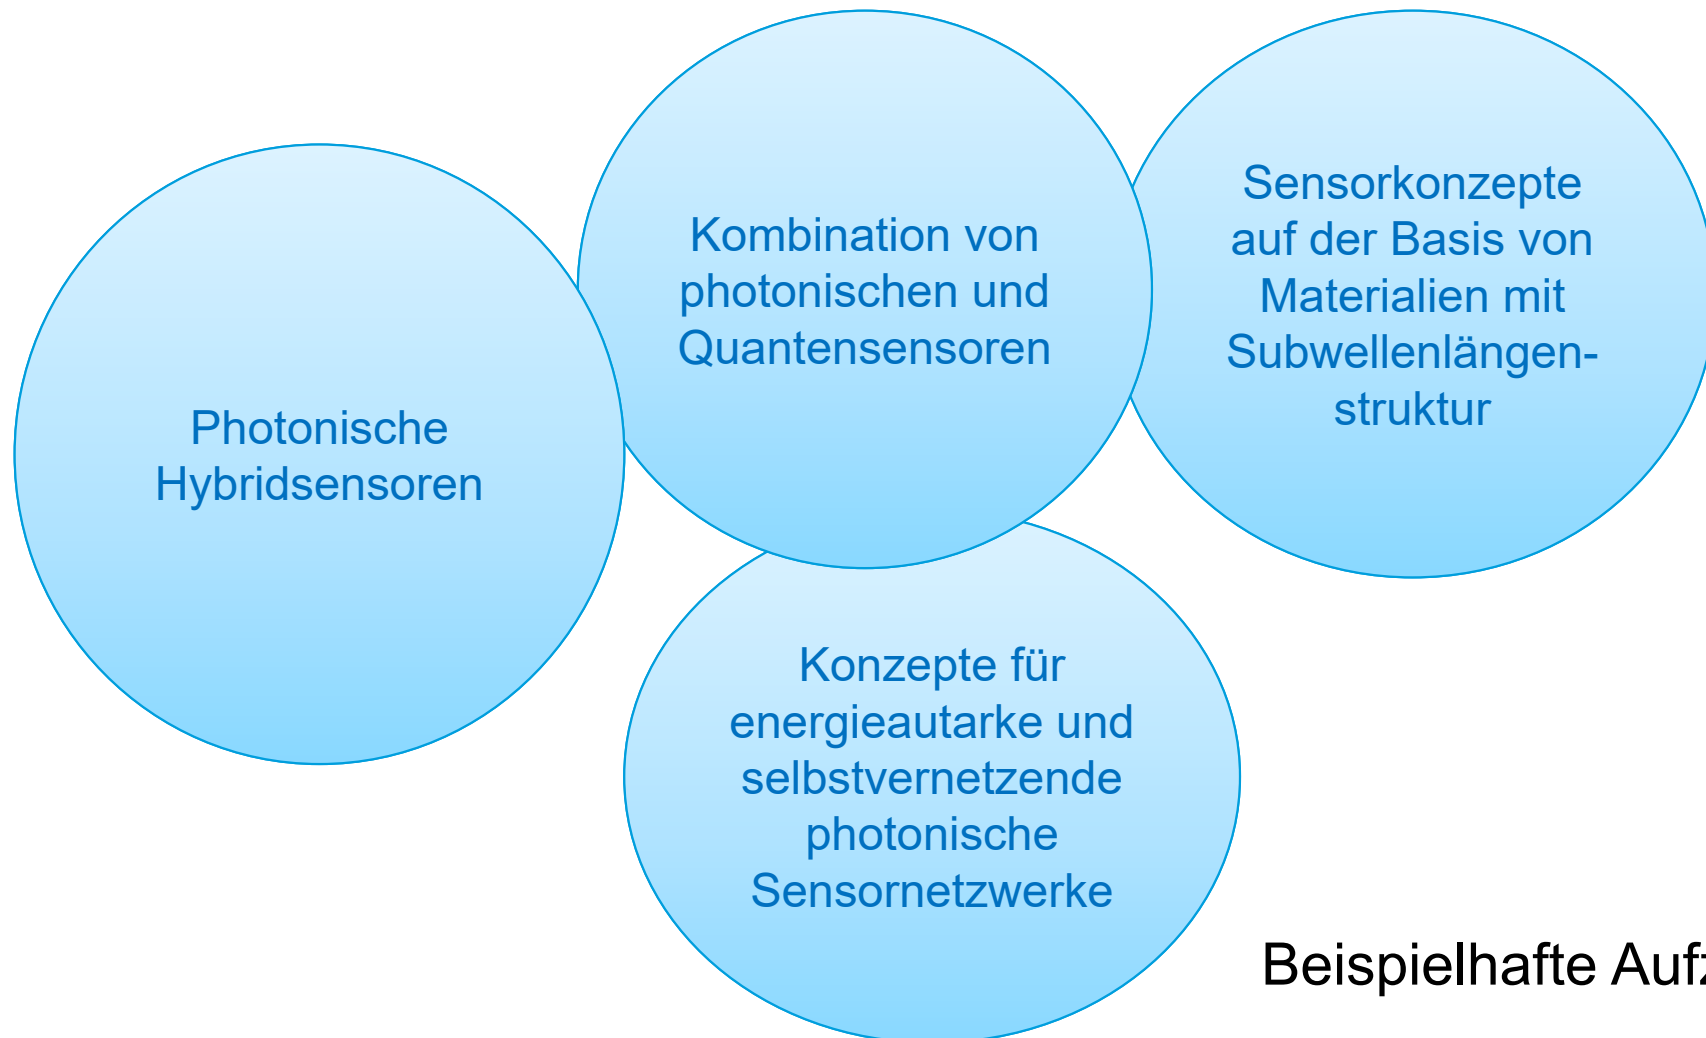 Photonische
Hybridsensoren
Kombination von
photonischen und
Quantensensoren
Sensorkonzepte
auf der Basis von
Materialien mit
Subwellenlängen-
struktur
Konzepte für
energieautarke und
selbstvernetzende
photonische
Sensornetzwerke
Beispielhafte